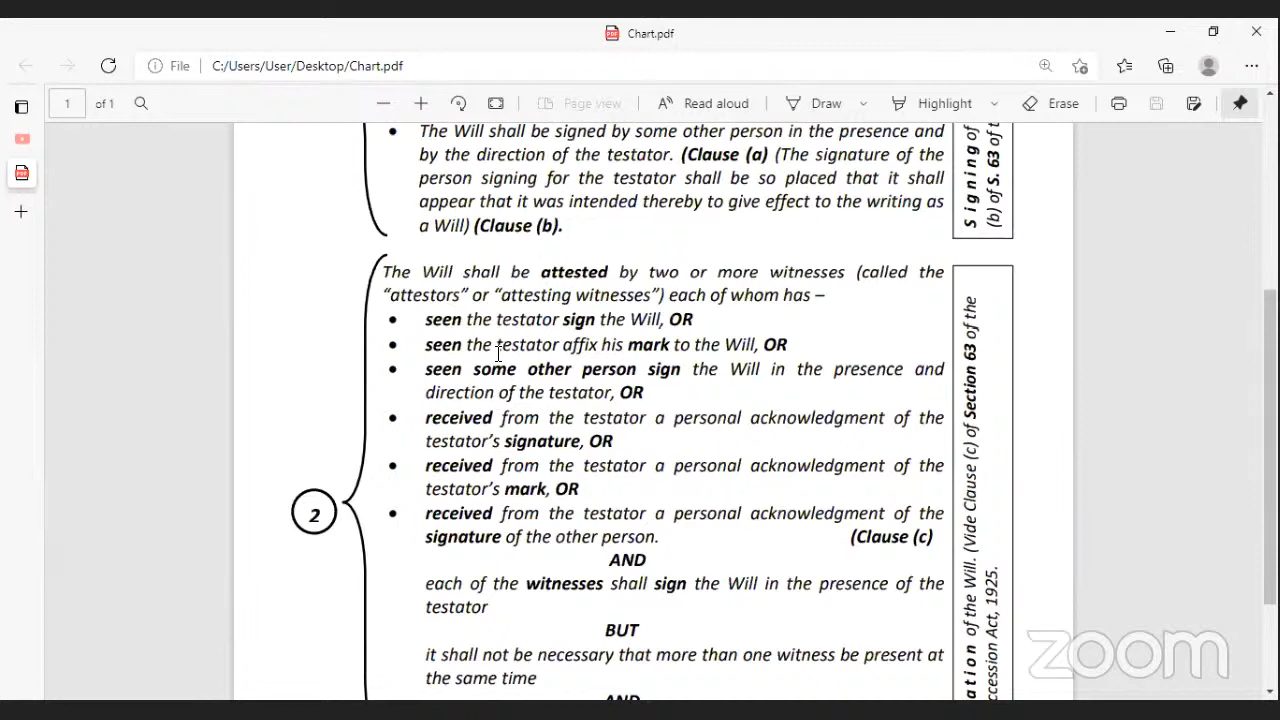 Chart.pdf
File C:/Users/User/Desktop/Chart.pdf
1 of 1 Page view Read aloud Draw Highlight Erase
• The Will shall be signed by some other person in the presence and
by the direction of the testator. (Clause (a) (The signature of the
person signing for the testator shall be so placed that it shall
appear that it was intended thereby to give effect to the writing as
a Will) (Clause (b).
Signing of
(b) of S. 63 of t
The Will shall be attested by two or more witnesses (called the
“attestors” or “attesting witnesses”) each of whom has –
• seen the testator sign the Will, OR
• seen the testator affix his mark to the Will, OR
• seen some other person sign the Will in the presence and
direction of the testator, OR
• received from the testator a personal acknowledgment of the
testator’s signature, OR
• received from the testator a personal acknowledgment of the
testator’s mark, OR
2
• received from the testator a personal acknowledgment of the
signature of the other person. (Clause (c)
AND
each of the witnesses shall sign the Will in the presence of the
testator
BUT
it shall not be necessary that more than one witness be present at
the same time
AND
ation of the Will. (Vide Clause (c) of Section 63 of the
ccession Act, 1925.
zoom